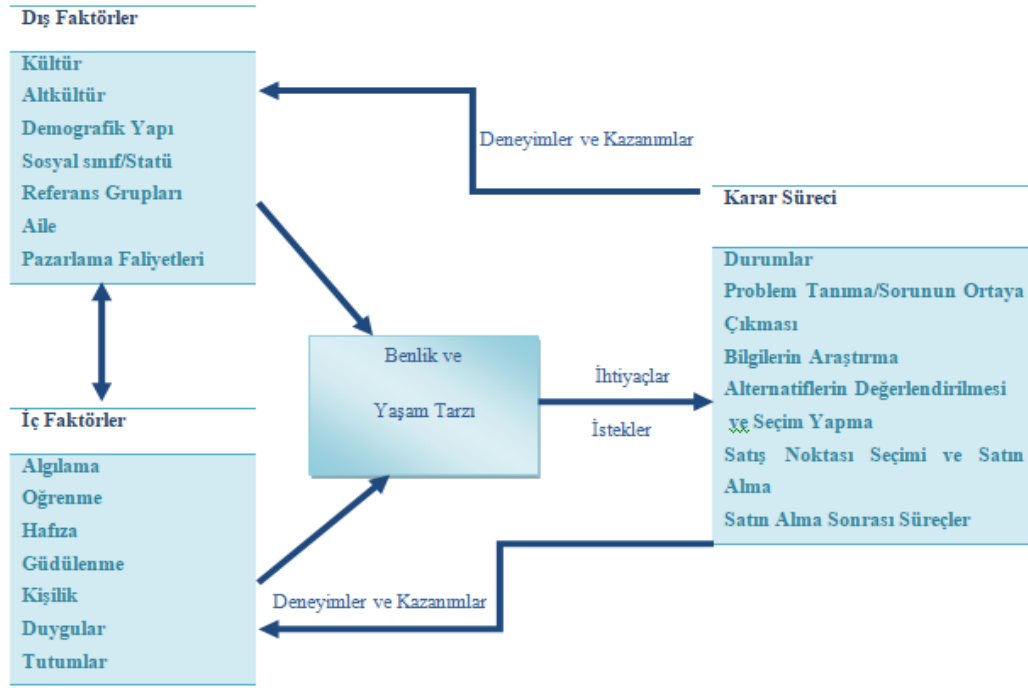 Dış Faktörler
Kültür
Altkültür
Demografik Yapı
Sosyal sınıf/Statü
Referans Grupları
Aile
Pazarlama Faliyetleri
İç Faktörler
Algılama
Oğrenme
Hafıza
Güdülenme
Kişilik
Duygular
Tutumlar
Benlik ve
Yaşam Tarzı
Deneyimler ve Kazanımlar
İhtiyaçlar
İstekler
Deneyimler ve Kazanımlar
Karar Süreci
Durumlar
Problem Tanıma/Sorunun Ortaya
Çıkması
Bilgilerin Araştırma
Alternatiflerin Değerlendirilmesi
ve Seçim Yapma
Satış Noktası Seçimi ve Satın
Alma
Satın Alma Sonrası Süreçler